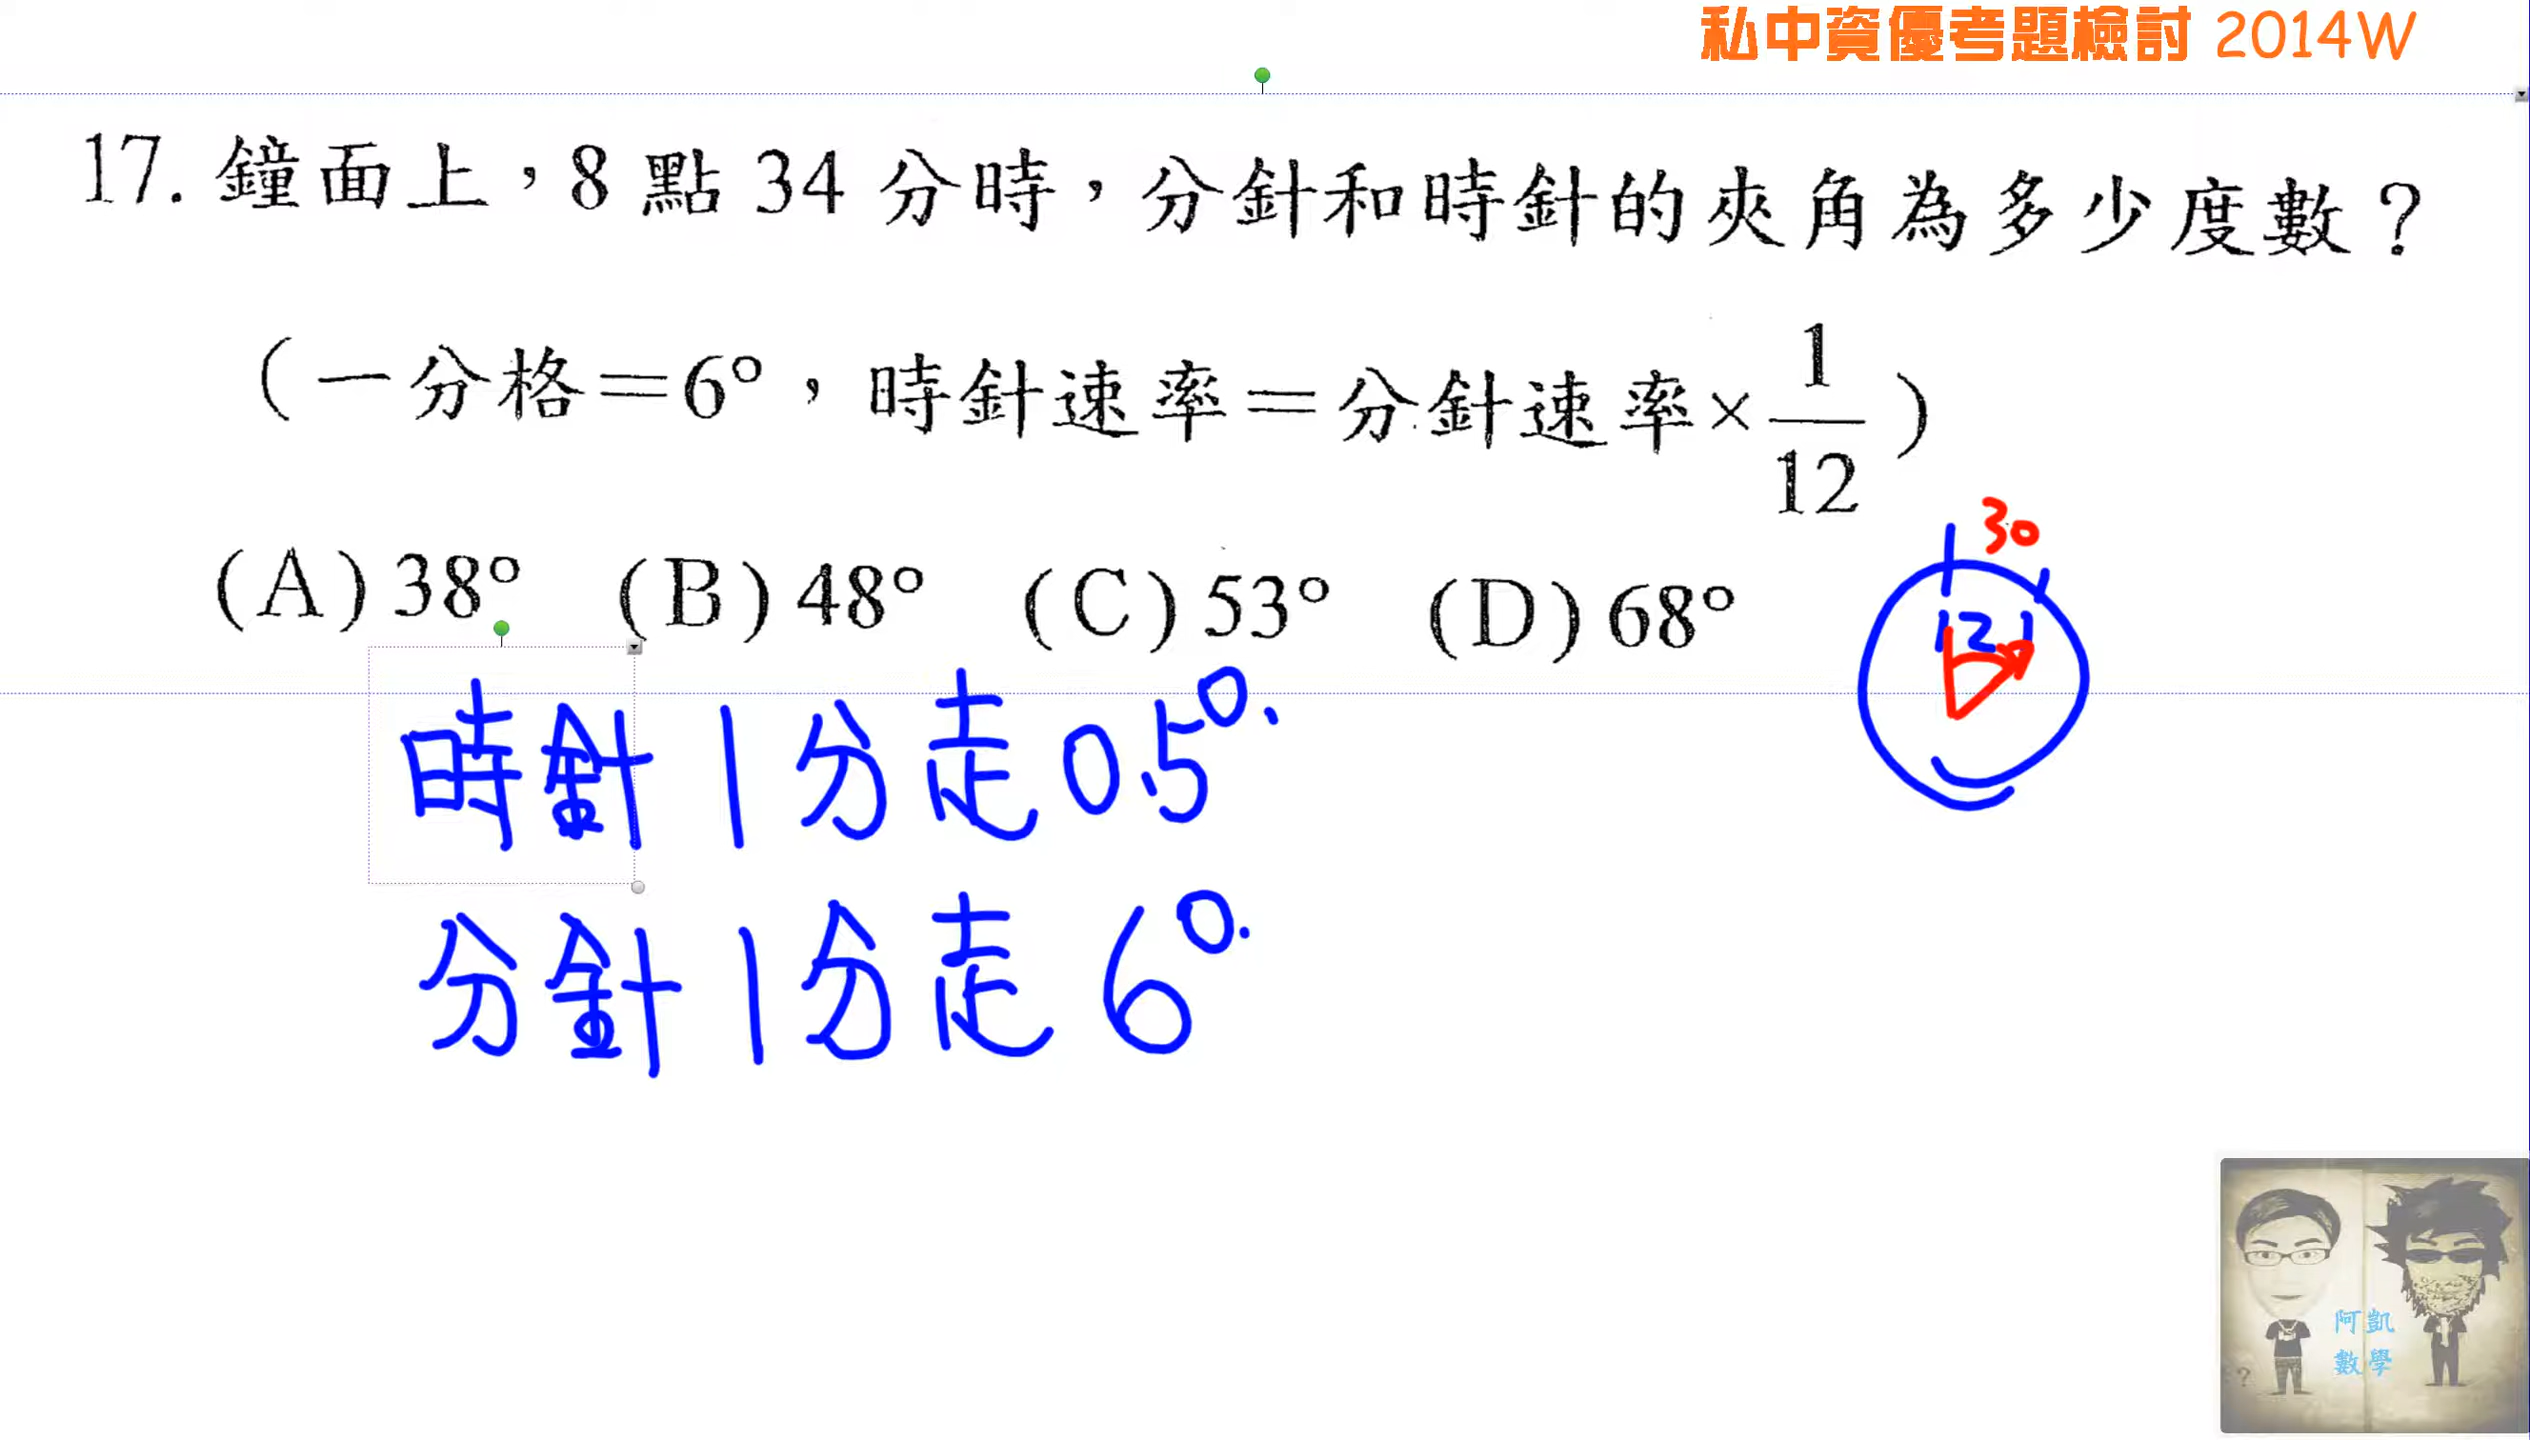 私中資優考題檢討 2014W
17. 鐘面上，8 點 34 分時，分針和時針的夾角為多少度數？
（一分格＝6°，時針速率＝分針速率×1/12）
(A) 38° (B) 48° (C) 53° (D) 68°
30
12 1
時針1分走0.5°.
分針1分走6°.
阿凱
數學
?